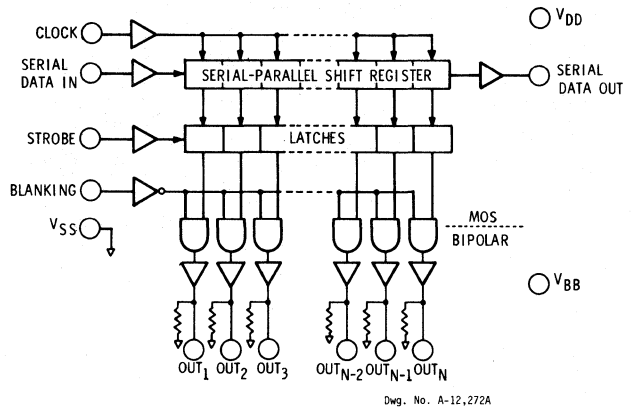 CLOCK
V_DD
SERIAL
DATA IN
SERIAL-PARALLEL SHIFT REGISTER
SERIAL
DATA OUT
STROBE
LATCHES
BLANKING
V_SS
MOS
BIPOLAR
V_BB
OUT_1 OUT_2 OUT_3 OUT_N-2 OUT_N-1 OUT_N
Dwg. No. A-12,272A